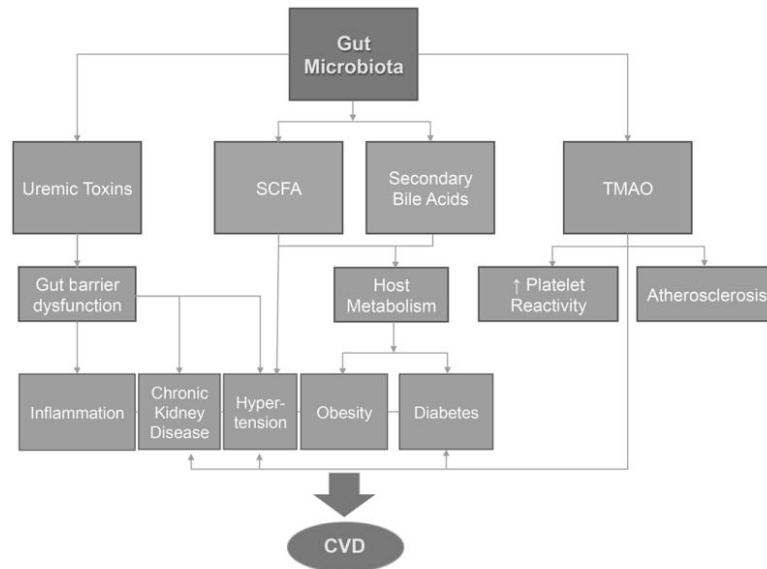 Gut
Microbiota
Uremic Toxins
SCFA
Secondary
Bile Acids
TMAO
Gut barrier
dysfunction
Host
Metabolism
↑ Platelet
Reactivity
Atherosclerosis
Inflammation
Chronic
Kidney
Disease
Hyper-
tension
Obesity
Diabetes
CVD